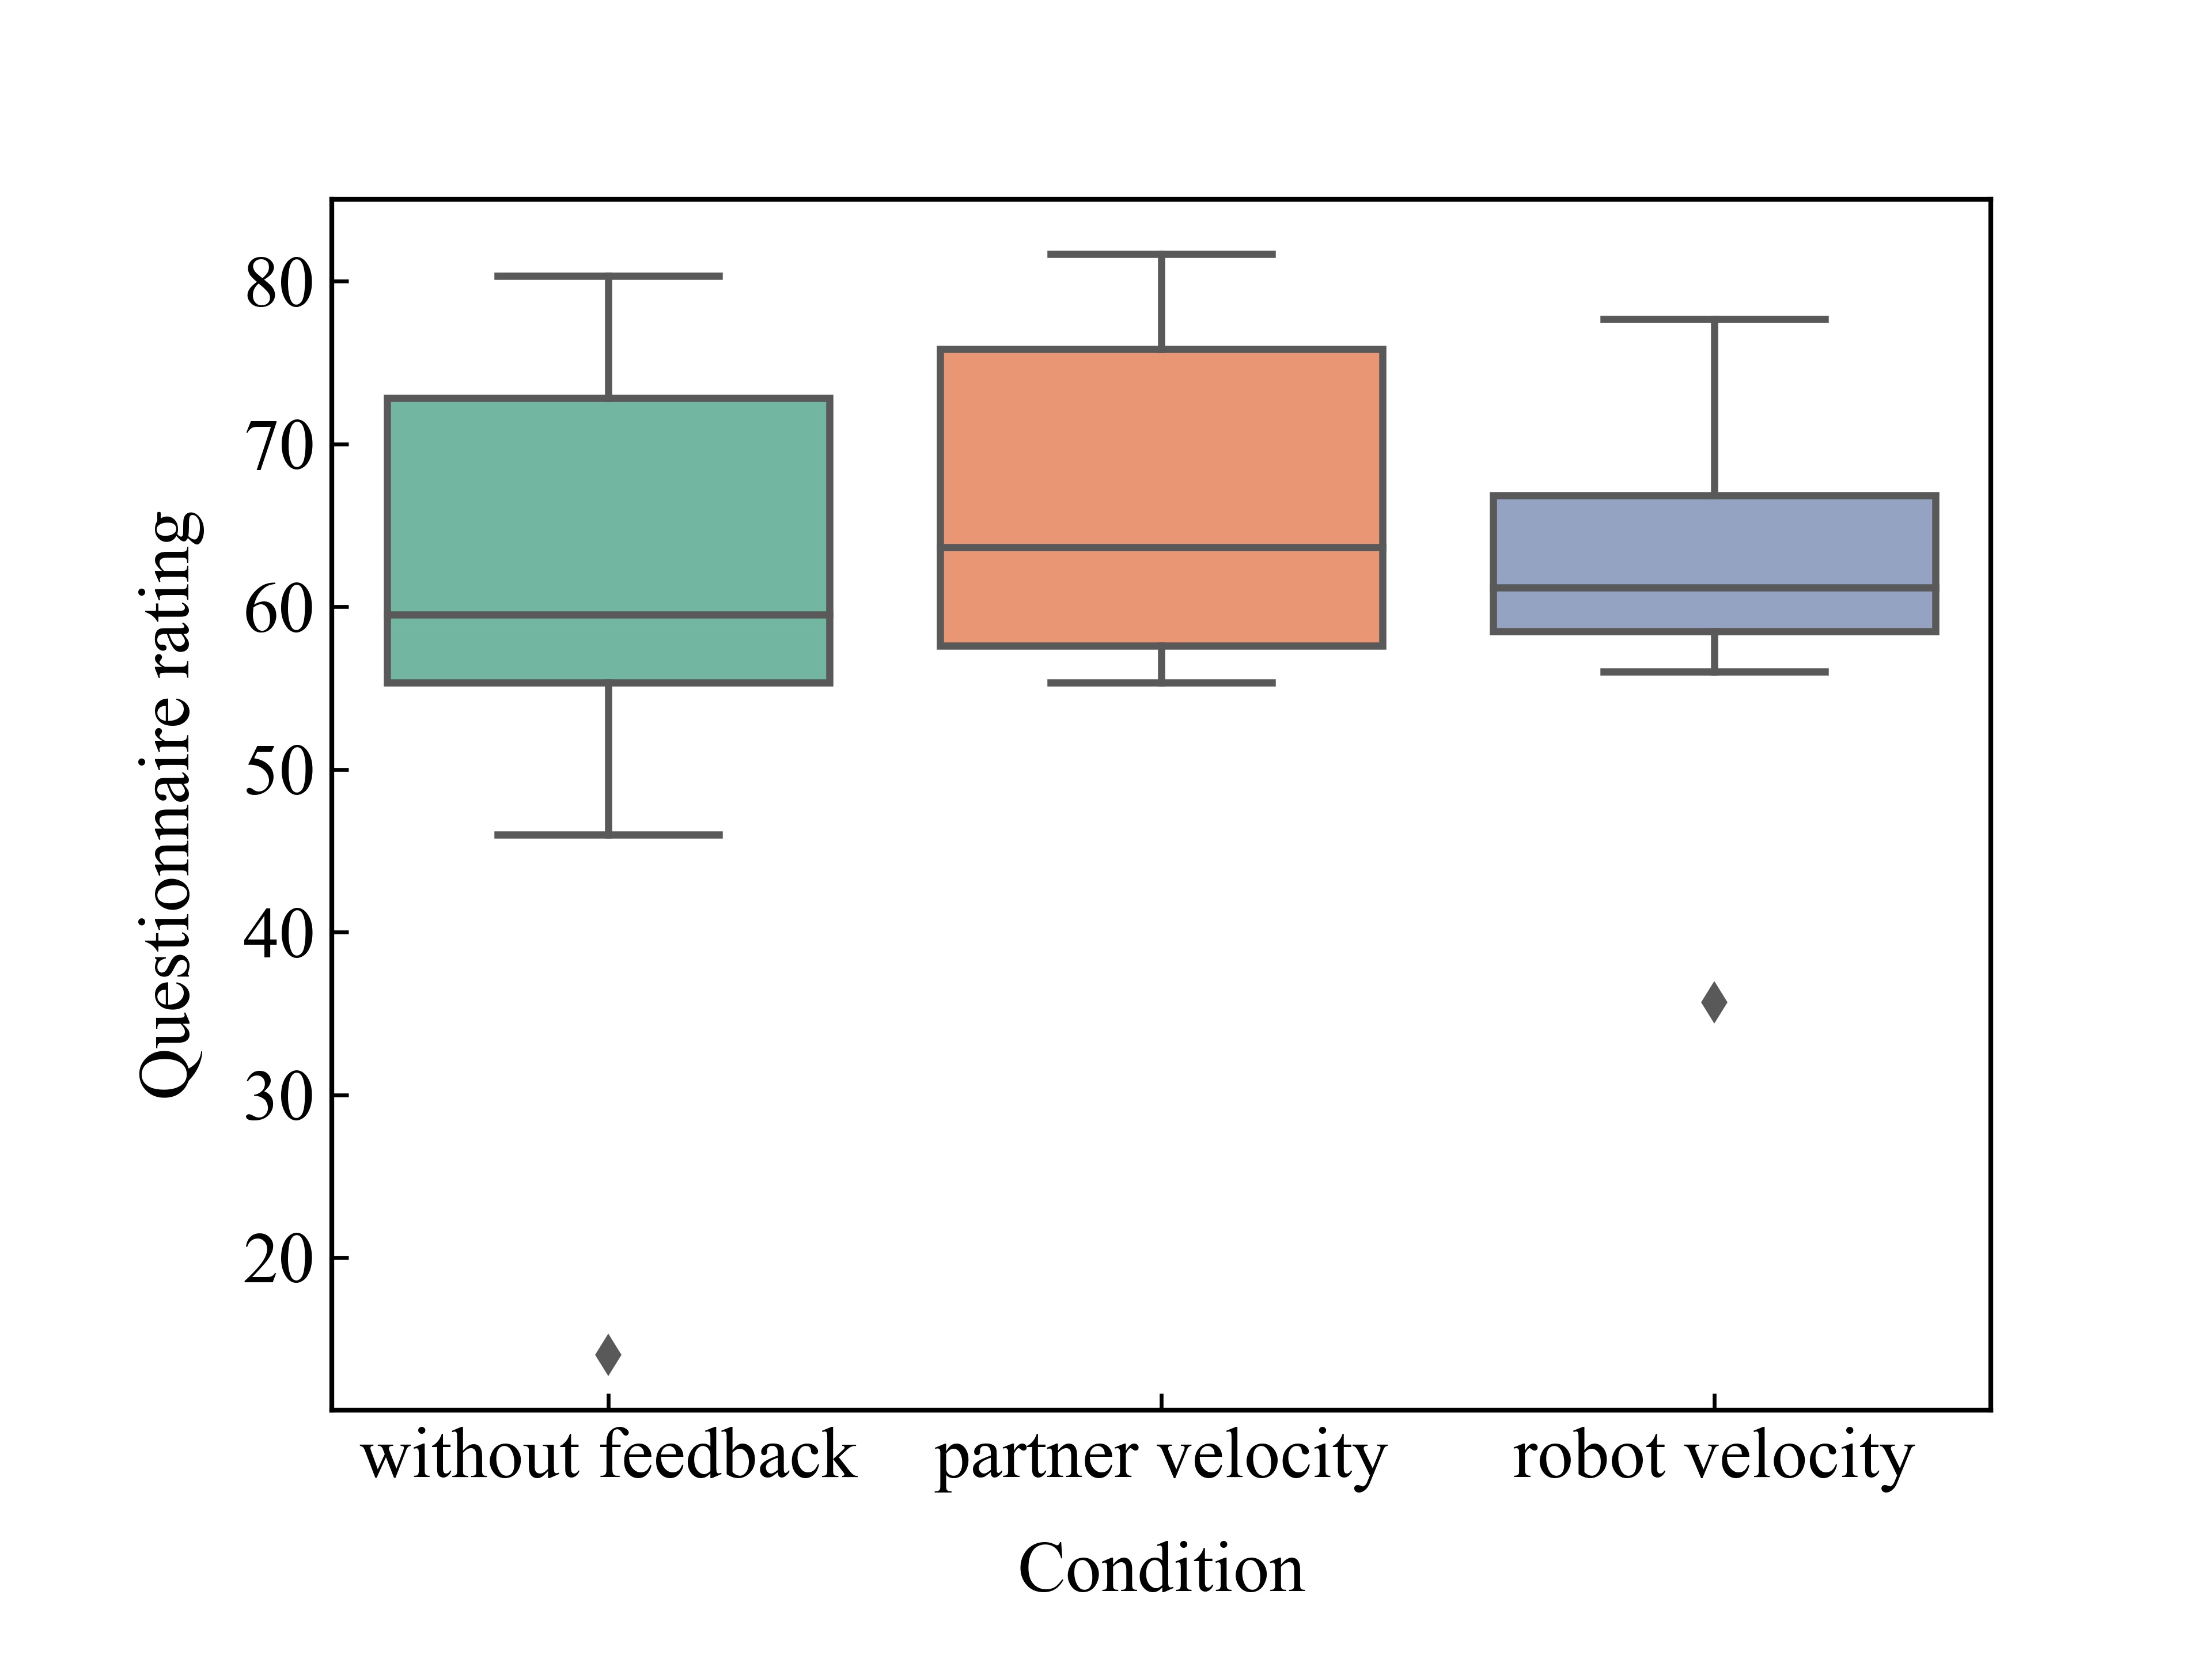 Questionnaire rating
80
70
60
50
40
30
20
without feedback
partner velocity
robot velocity
Condition